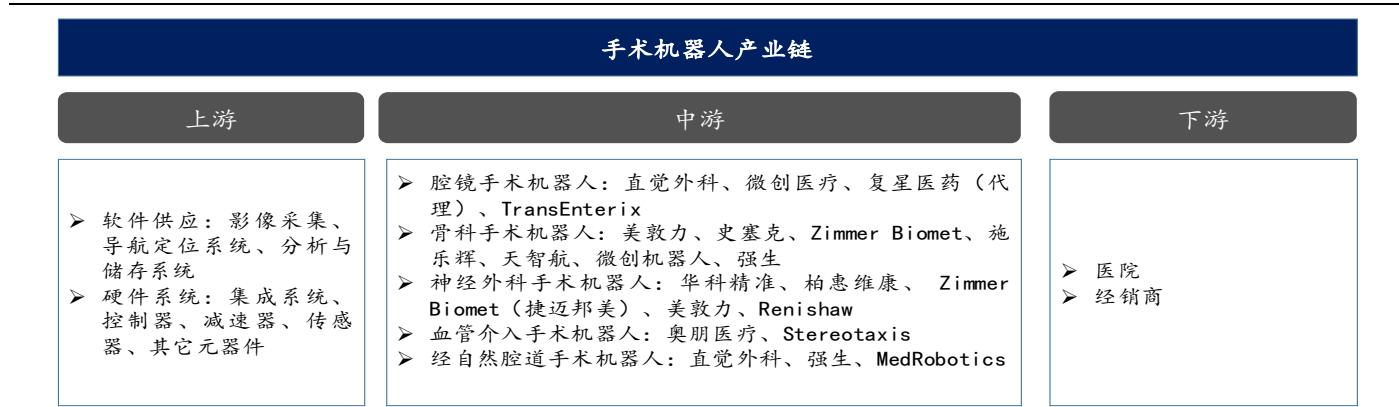 手术机器人产业链
上游
中游
下游
➢ 软件供应：影像采集、
导航定位系统、分析与
储存系统
➢ 硬件系统：集成系统、
控制器、减速器、传感
器、其它元器件
➢ 腔镜手术机器人：直觉外科、微创医疗、复星医药（代
理）、TransEnterix
➢ 骨科手术机器人：美敦力、史塞克、Zimmer Biomet、施
乐辉、天智航、微创机器人、强生
➢ 神经外科手术机器人：华科精准、柏惠维康、 Zimmer
Biomet（捷迈邦美）、美敦力、Renishaw
➢ 血管介入手术机器人：奥朋医疗、Stereotaxis
➢ 经自然腔道手术机器人：直觉外科、强生、MedRobotics
➢ 医院
➢ 经销商